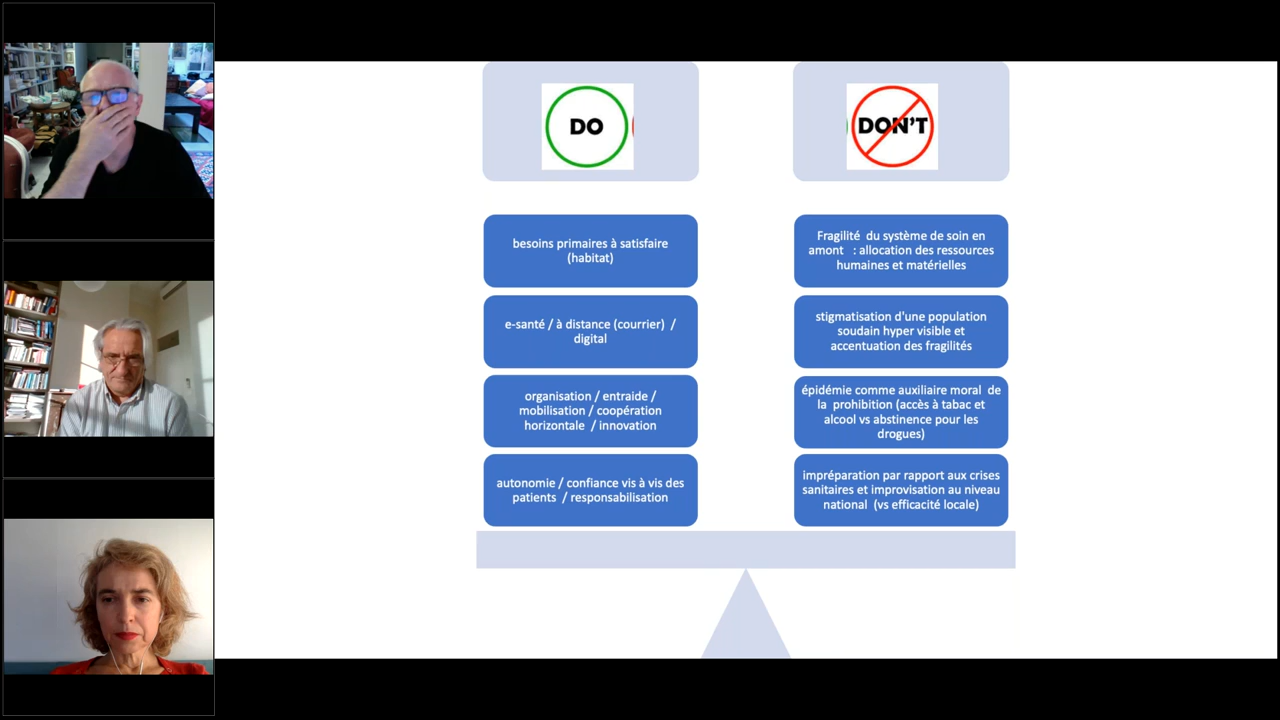 DO
besoins primaires à satisfaire
(habitat)
e-santé / à distance (courrier) /
digital
organisation / entraide /
mobilisation / coopération
horizontale / innovation
autonomie / confiance vis à vis des
patients / responsabilisation
DON'T
Fragilité du système de soin en
amont : allocation des ressources
humaines et matérielles
stigmatisation d'une population
soudain hyper visible et
accentuation des fragilités
épidémie comme auxiliaire moral de
la prohibition (accès à tabac et
alcool vs abstinence pour les
drogues)
impréparation par rapport aux crises
sanitaires et improvisation au niveau
national (vs efficacité locale)